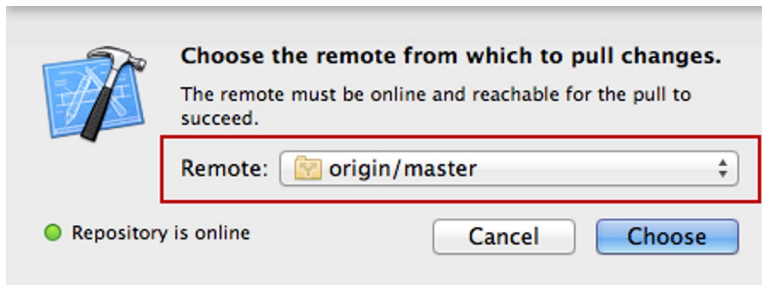 Choose the remote from which to pull changes.
The remote must be online and reachable for the pull to
succeed.
Remote: origin/master
Repository is online
Cancel
Choose